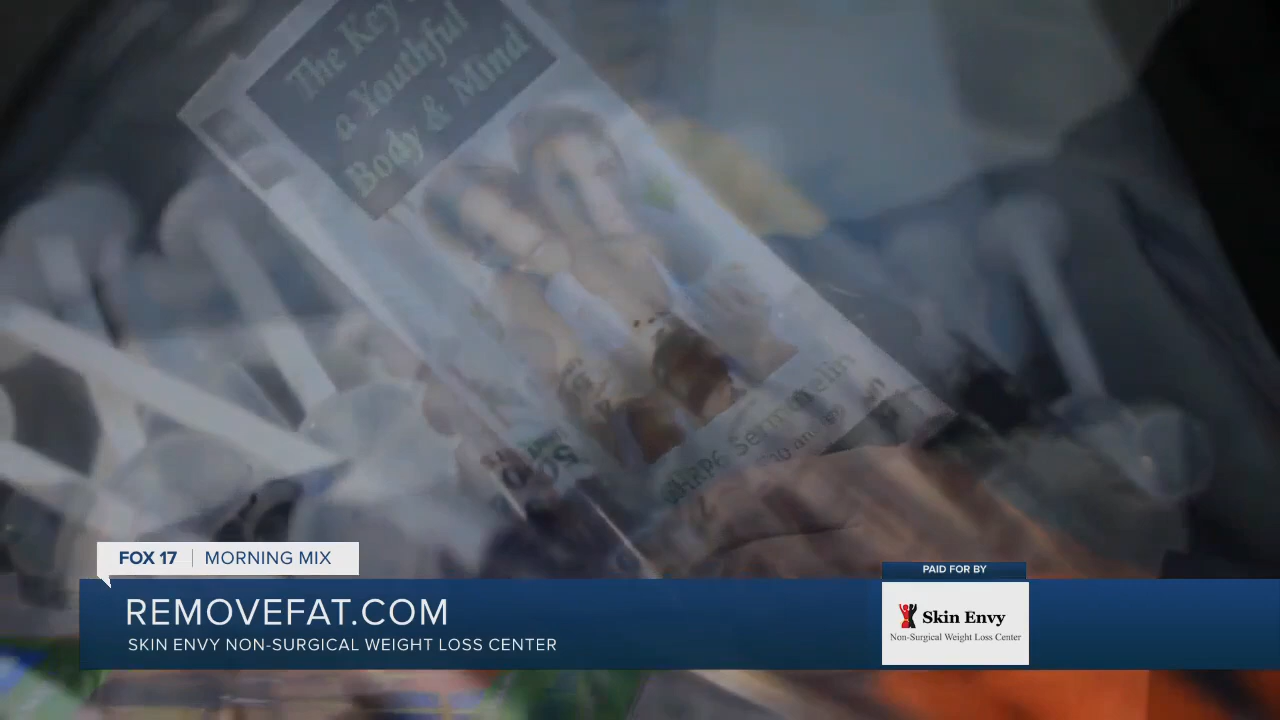 The Key
a Youthful
Body & Mind
Sermorelin
FOX 17 | MORNING MIX
REMOVEFAT.COM
SKIN ENVY NON-SURGICAL WEIGHT LOSS CENTER
PAID FOR BY
Skin Envy
Non-Surgical Weight Loss Center